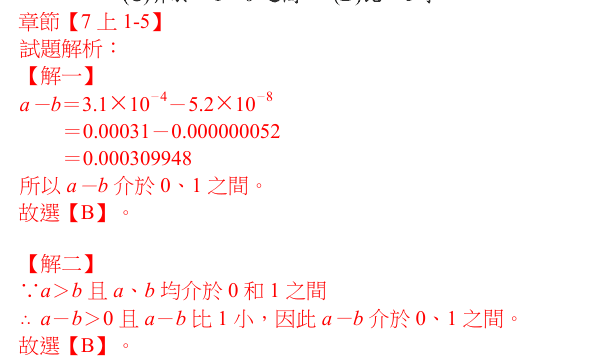 章節【7 上 1-5】
試題解析：
【解一】
a－b＝3.1×10⁻⁴－5.2×10⁻⁸
＝0.00031－0.000000052
＝0.000309948
所以 a－b 介於 0、1 之間。
故選【B】。
【解二】
∵a＞b 且 a、b 均介於 0 和 1 之間
∴ a－b＞0 且 a－b 比 1 小，因此 a－b 介於 0、1 之間。
故選【B】。